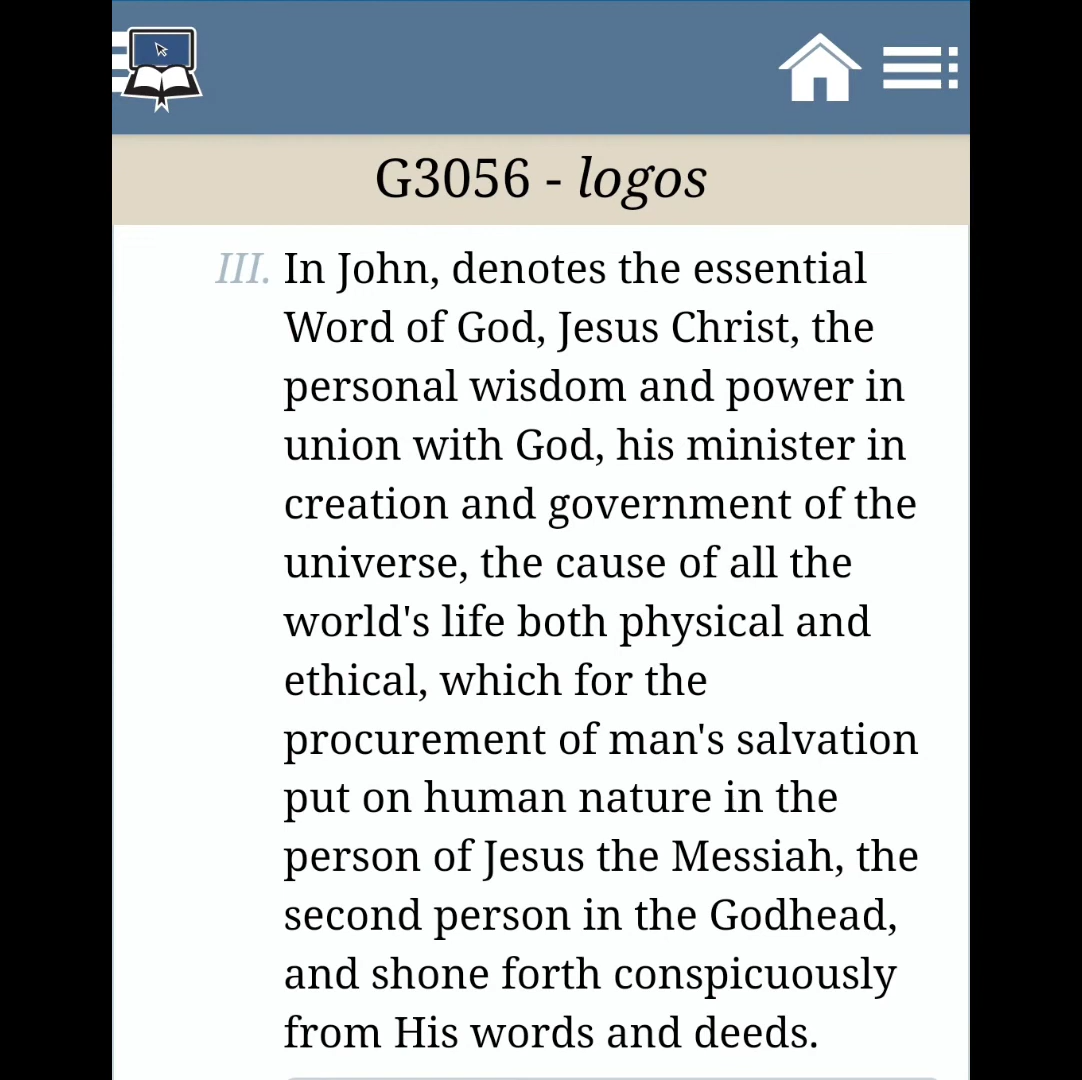 G3056 - logos
III. In John, denotes the essential
Word of God, Jesus Christ, the
personal wisdom and power in
union with God, his minister in
creation and government of the
universe, the cause of all the
world's life both physical and
ethical, which for the
procurement of man's salvation
put on human nature in the
person of Jesus the Messiah, the
second person in the Godhead,
and shone forth conspicuously
from His words and deeds.